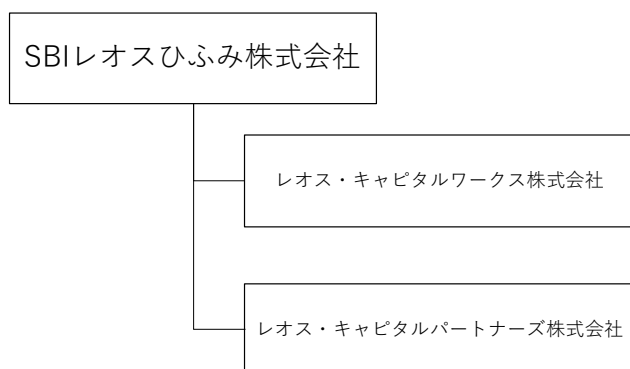 SBIレオスひふみ株式会社
レオス・キャピタルワークス株式会社
レオス・キャピタルパートナーズ株式会社